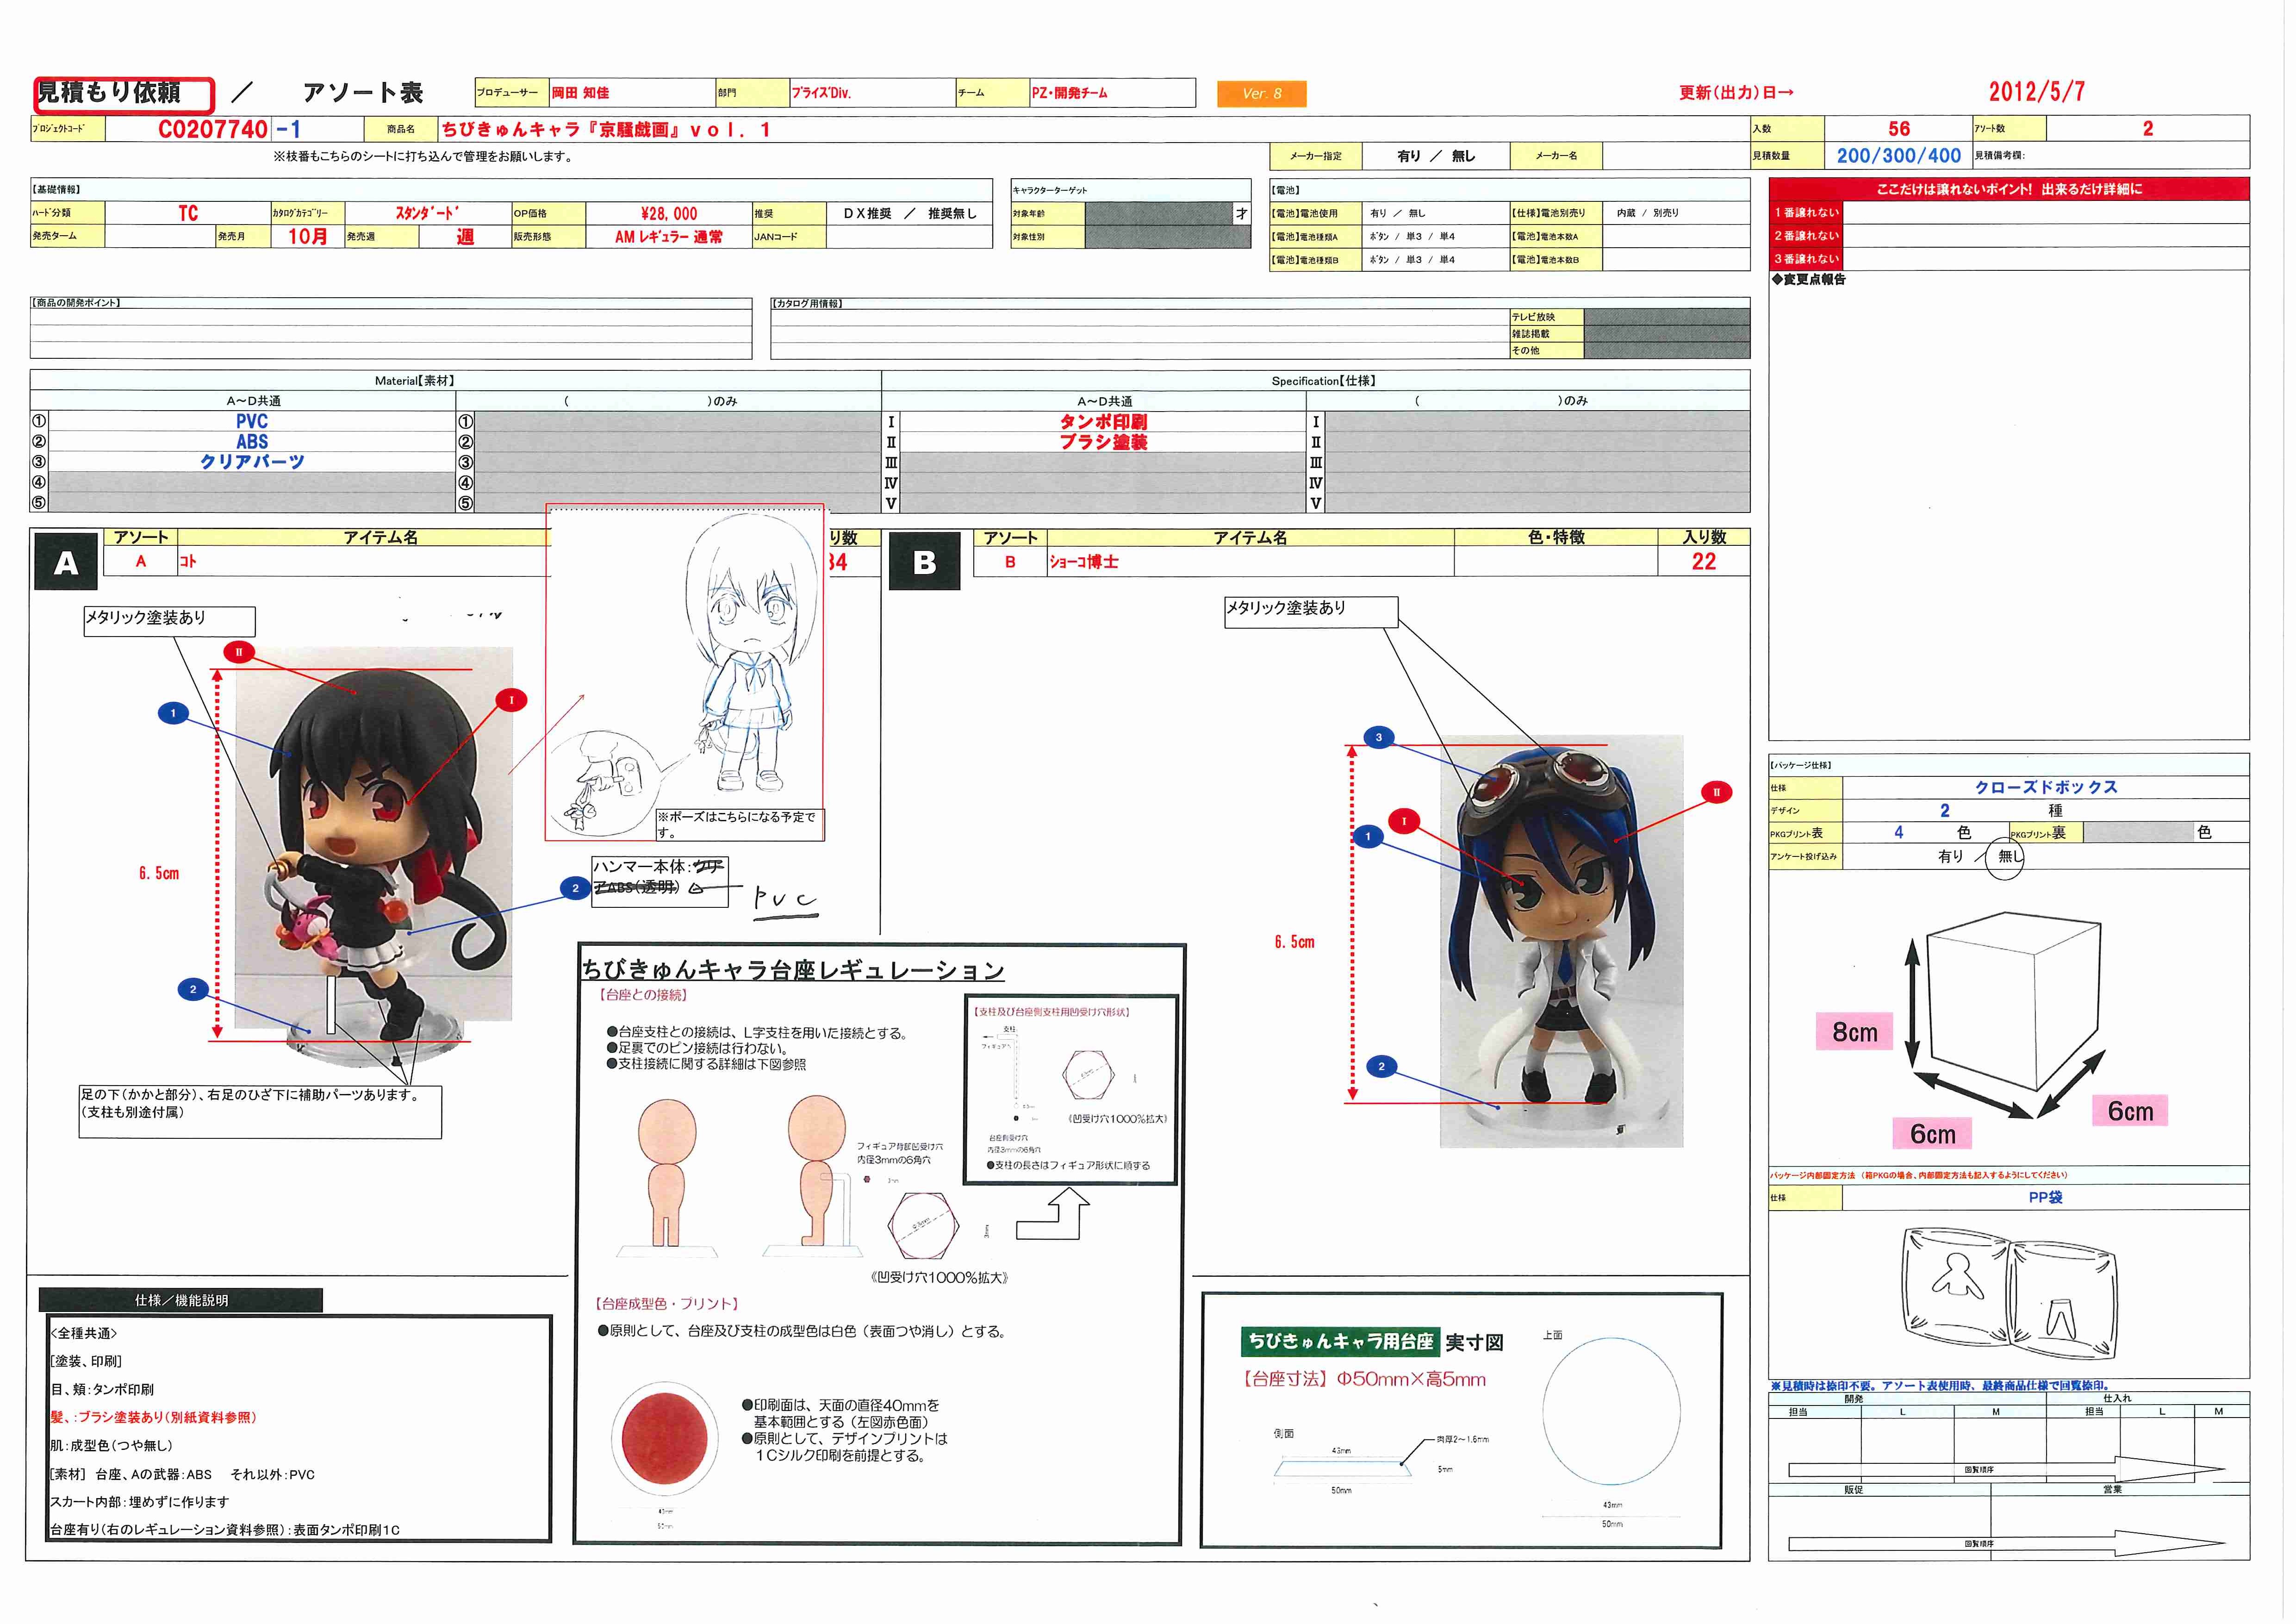 見積もり依頼 ／ アソート表
プロデューサー 岡田 知佳 部門 プライズDiv. チーム PZ・開発チーム
Ver. 8
更新(出力)日→ 2012/5/7
プロジェクトコード C0207740 -1 商品名 ちびきゅんキャラ『京騒戯画』ｖｏｌ．１
入数 56 アソート数 2
※枝番もこちらのシートに打ち込んで管理をお願いします。
メーカー指定 有り ／ 無し メーカー名
見積数量 200/300/400 見積備考欄:
【基礎情報】
ハード分類 TC カタログカテゴリー スタンダード OP価格 ¥28,000 推奨 ＤＸ推奨 ／ 推奨無し
発売ターム 発売月 10月 発売週 週 販売形態 AM レギュラー 通常 JANコード
キャラクターターゲット
対象年齢 才
対象性別
【電池】
【電池】電池使用 有り / 無し 【仕様】電池別売り 内蔵 / 別売り
【電池】電池種類A ボタン / 単3 / 単4 【電池】電池本数A
【電池】電池種類B ボタン / 単3 / 単4 【電池】電池本数B
ここだけは譲れないポイント! 出来るだけ詳細に
1番譲れない
2番譲れない
3番譲れない
◆変更点報告
【商品の開発ポイント】
【カタログ用情報】
テレビ放映
雑誌掲載
その他
Material【素材】 Specification【仕様】
A～D共通 ( )のみ A～D共通 ( )のみ
① PVC ① Ⅰ タンポ印刷 Ⅰ
② ABS ② Ⅱ ブラシ塗装 Ⅱ
③ クリアパーツ ③ Ⅲ Ⅲ
④ ④ Ⅳ Ⅳ
⑤ ⑤ Ⅴ Ⅴ
A
アソート アイテム名 り数
A コト 34
メタリック塗装あり
Ⅱ
Ⅰ
1
6.5cm
2
2
※ポーズはこちらになる予定で
す。
ハンマー本体:クリ
アABS(透明)
PVC
足の下(かかと部分)、右足のひざ下に補助パーツあります。
(支柱も別途付属)
B
アソート アイテム名 色・特徴 入り数
B ショーコ博士 22
メタリック塗装あり
3
Ⅱ
Ⅰ
1
6.5cm
2
ちびきゅんキャラ台座レギュレーション
【台座との接続】
●台座支柱との接続は、L字支柱を用いた接続とする。
●足裏でのピン接続は行わない。
●支柱接続に関する詳細は下図参照
【支柱及び台座側支柱用凹受け穴形状】
支柱
フィギュアへ
《凹受け穴1000%拡大》
台座側受け穴
内径3mmの6角穴
●支柱の長さはフィギュア形状に順する
フィギュア背部凹受け穴
内径3mmの6角穴
3mm
3mm
《凹受け穴1000%拡大》
【台座成型色・プリント】
●原則として、台座及び支柱の成型色は白色（表面つや消し）とする。
●印刷面は、天面の直径40mmを
基本範囲とする（左図赤色面）
●原則として、デザインプリントは
1Cシルク印刷を前提とする。
43mm
50mm
仕様／機能説明
<全種共通>
[塗装、印刷]
目、頬:タンポ印刷
髪、:ブラシ塗装あり(別紙資料参照)
肌:成型色(つや無し)
[素材] 台座、Aの武器:ABS それ以外:PVC
スカート内部:埋めずに作ります
台座有り(右のレギュレーション資料参照):表面タンポ印刷1C
ちびきゅんキャラ用台座 実寸図
【台座寸法】Φ50mm×高5mm
上面
側面
43mm
肉厚2～1.6mm
5mm
50mm
43mm
50mm
【パッケージ仕様】
仕様 クローズドボックス
デザイン 2 種
PKGプリント表 4 色 PKGプリント裏 色
アンケート投げ込み 有り ／ 無し
8cm
6cm
6cm
パッケージ内部固定方法 (箱PKGの場合、内部固定方法も記入するようにしてください)
仕様 PP袋
※見積時は捺印不要。アソート表使用時、最終商品仕様で回覧捺印。
開発 仕入れ
担当 L M 担当 L M
回覧順序
販促 営業
回覧順序